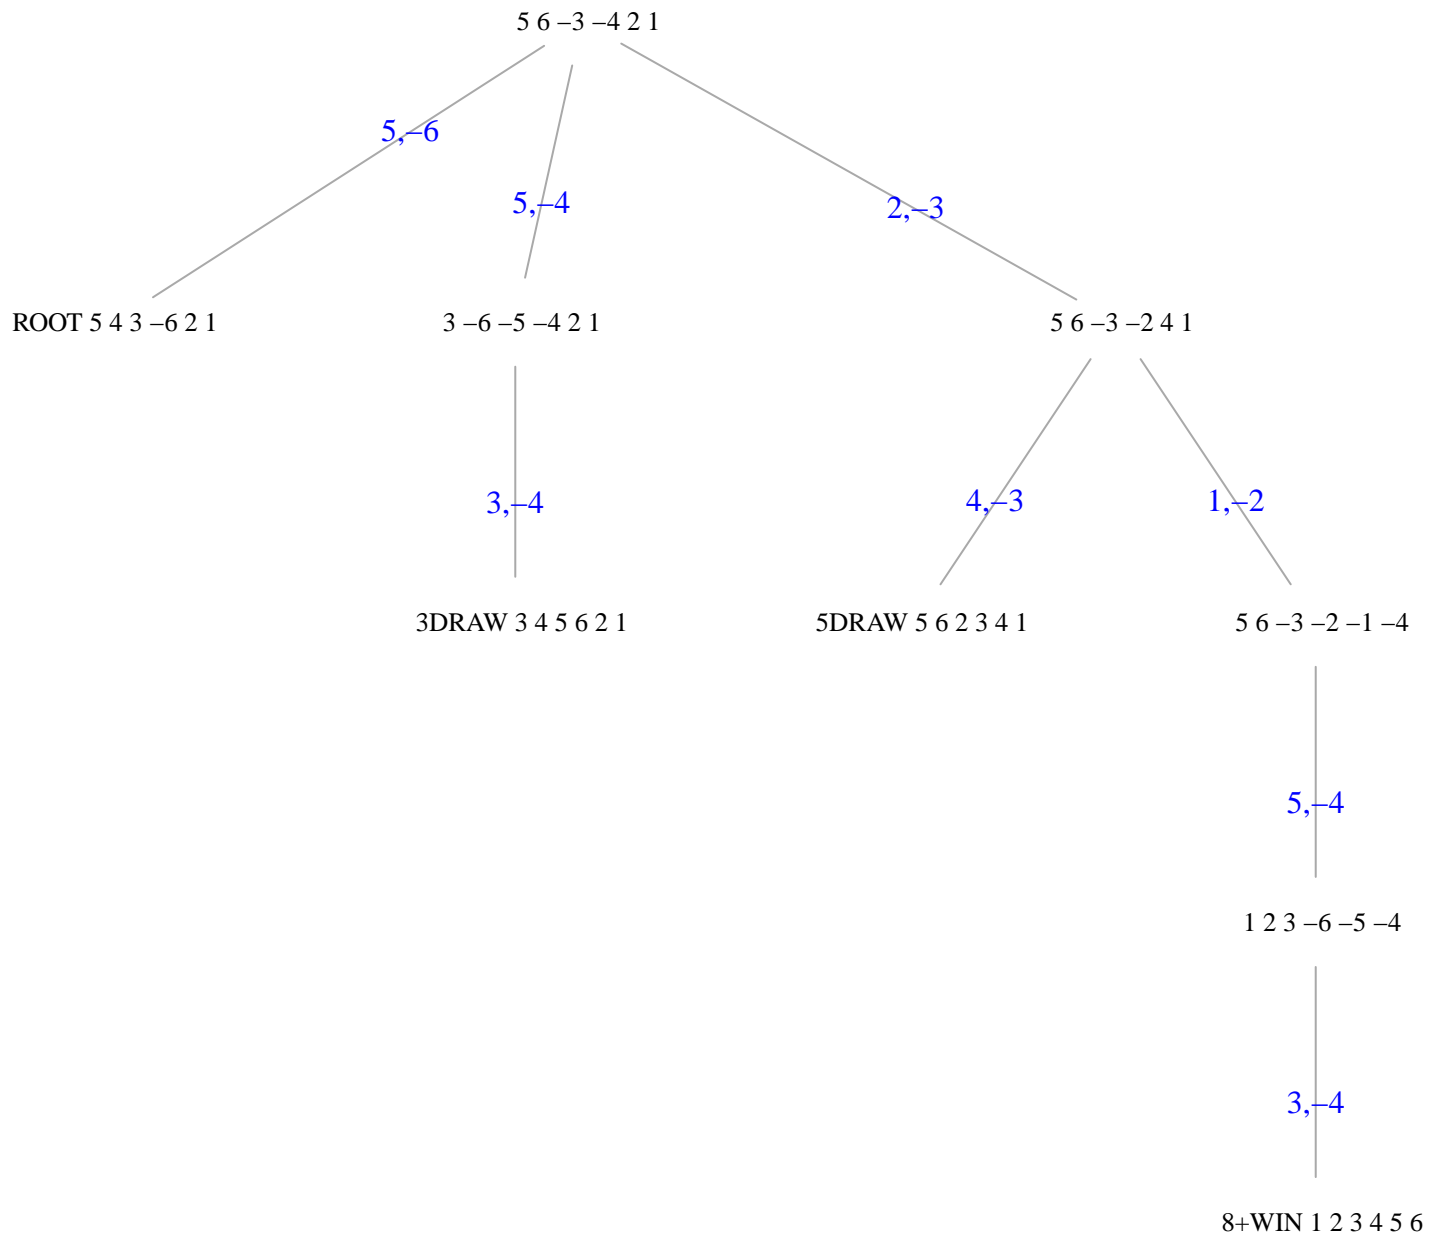 5 6 –3 –4 2 1
5,–6
5,–4
2,–3
ROOT 5 4 3 –6 2 1
3 –6 –5 –4 2 1
5 6 –3 –2 4 1
3,–4
4,–3
1,–2
3DRAW 3 4 5 6 2 1
5DRAW 5 6 2 3 4 1
5 6 –3 –2 –1 –4
5,–4
1 2 3 –6 –5 –4
3,–4
8+WIN 1 2 3 4 5 6